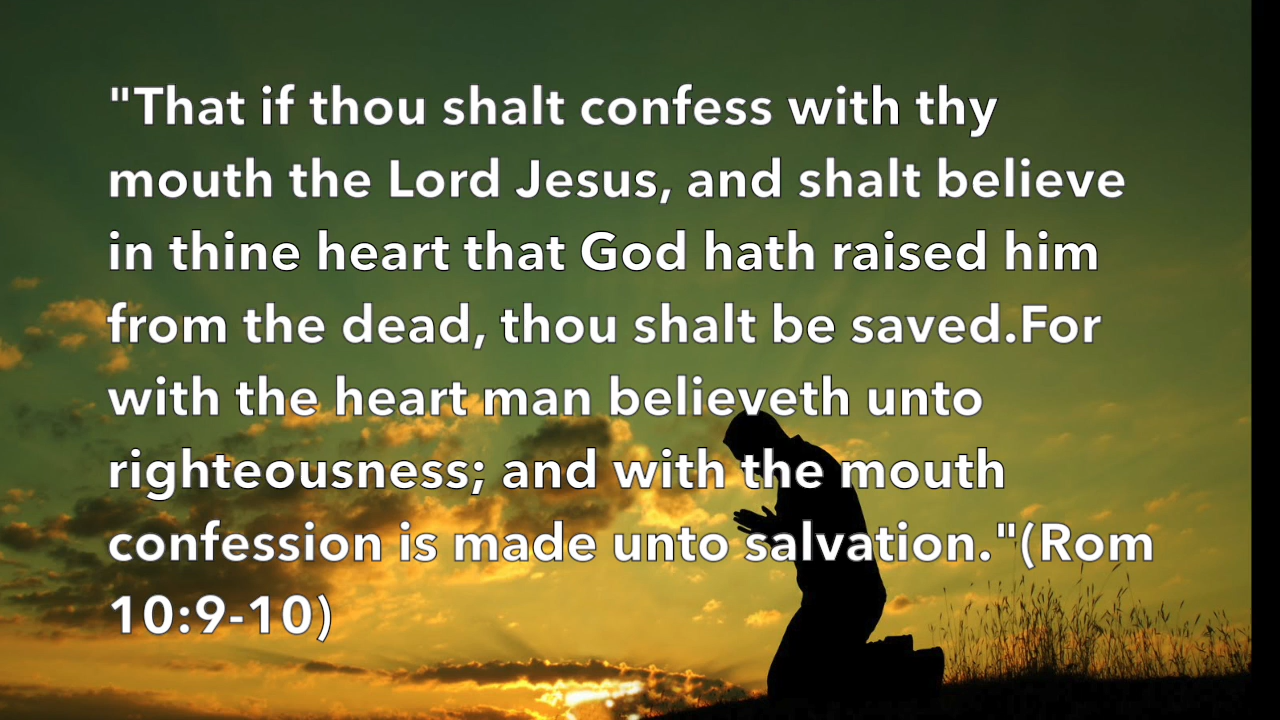 "That if thou shalt confess with thy
mouth the Lord Jesus, and shalt believe
in thine heart that God hath raised him
from the dead, thou shalt be saved.For
with the heart man believeth unto
righteousness; and with the mouth
confession is made unto salvation."(Rom
10:9-10)